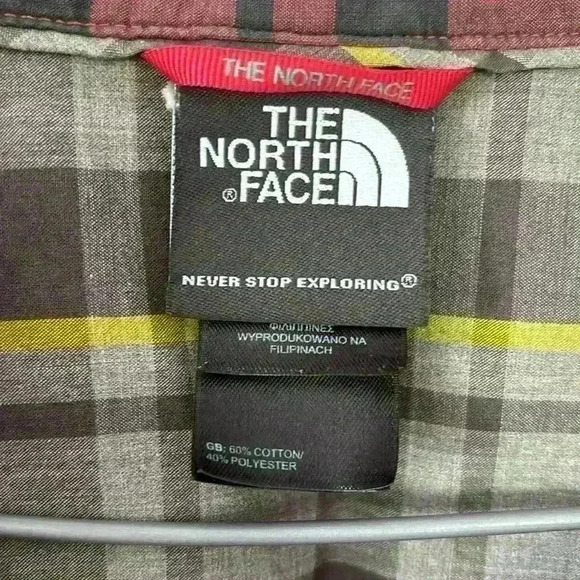 THE NORTH FACE
THE
NORTH
®FACE
NEVER STOP EXPLORING®
ΦΙΛΙΠΠΙΝΕΣ
WYPRODUKOWANO NA
FILIPINACH
GB: 60% COTTON/
40% POLYESTER